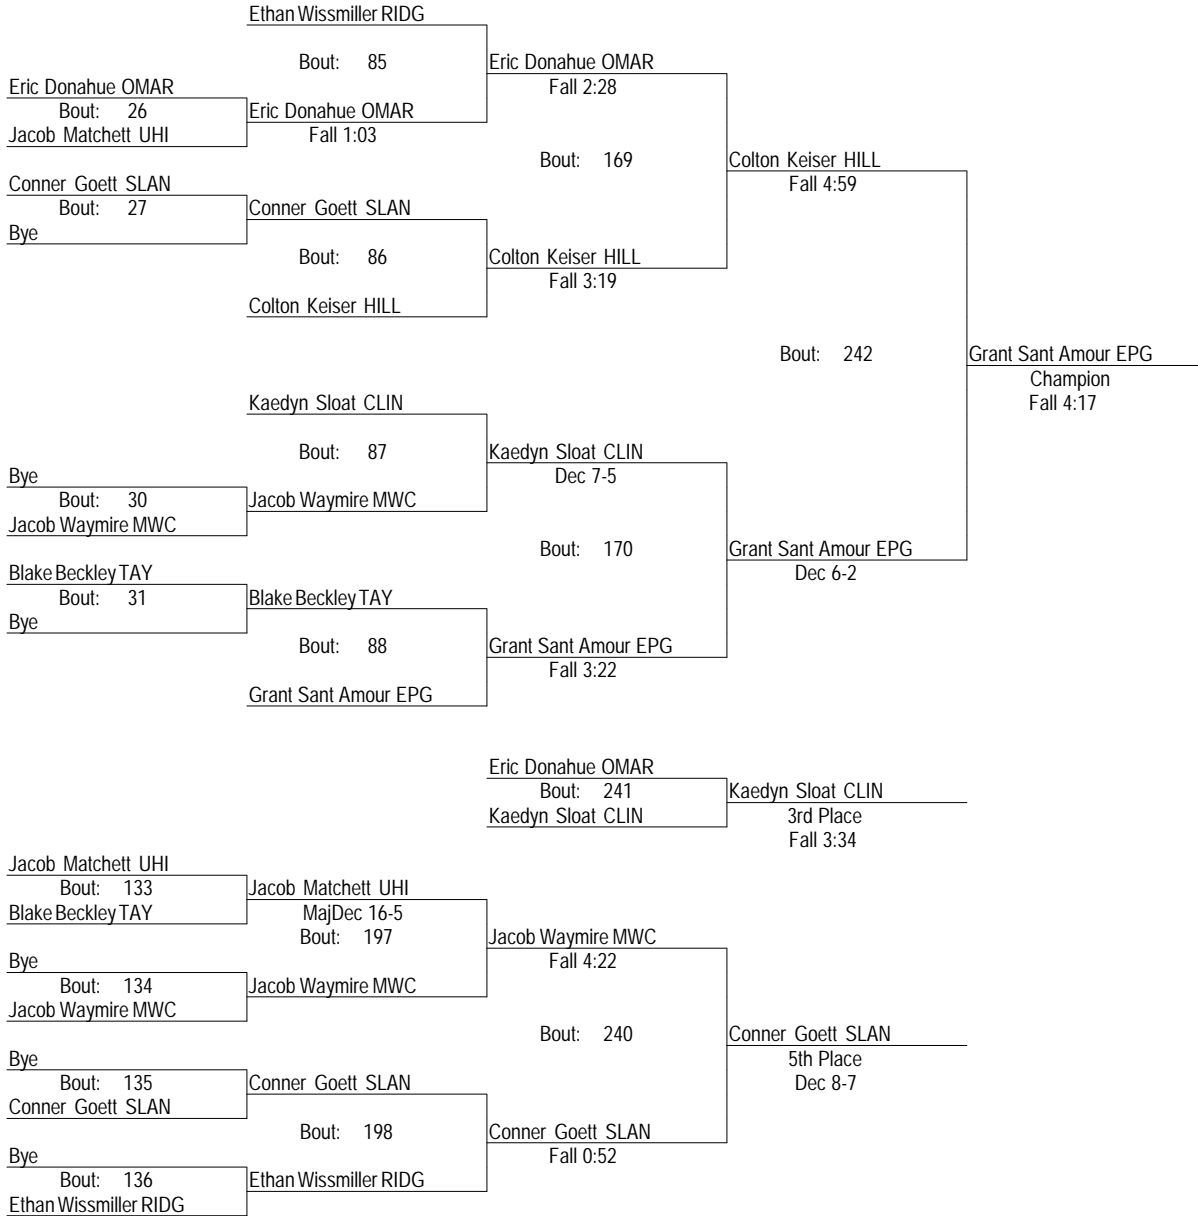 Ethan Wissmiller RIDG
Bout: 85
Eric Donahue OMAR
Fall 2:28
Eric Donahue OMAR
Bout: 26
Jacob Matchett UHI
Eric Donahue OMAR
Fall 1:03
Bout: 169
Colton Keiser HILL
Fall 4:59
Conner Goett SLAN
Bout: 27
Bye
Conner Goett SLAN
Bout: 86
Colton Keiser HILL
Fall 3:19
Colton Keiser HILL
Bout: 242
Grant Sant Amour EPG
Champion
Fall 4:17
Kaedyn Sloat CLIN
Bout: 87
Kaedyn Sloat CLIN
Dec 7-5
Bye
Bout: 30
Jacob Waymire MWC
Jacob Waymire MWC
Bout: 170
Grant Sant Amour EPG
Dec 6-2
Blake Beckley TAY
Bout: 31
Bye
Blake Beckley TAY
Bout: 88
Grant Sant Amour EPG
Fall 3:22
Grant Sant Amour EPG
Eric Donahue OMAR
Bout: 241
Kaedyn Sloat CLIN
Kaedyn Sloat CLIN
3rd Place
Fall 3:34
Jacob Matchett UHI
Bout: 133
Blake Beckley TAY
Jacob Matchett UHI
MajDec 16-5
Bout: 197
Jacob Waymire MWC
Fall 4:22
Bye
Bout: 134
Jacob Waymire MWC
Jacob Waymire MWC
Bout: 240
Conner Goett SLAN
5th Place
Dec 8-7
Bye
Bout: 135
Conner Goett SLAN
Conner Goett SLAN
Bout: 198
Conner Goett SLAN
Fall 0:52
Bye
Bout: 136
Ethan Wissmiller RIDG
Ethan Wissmiller RIDG